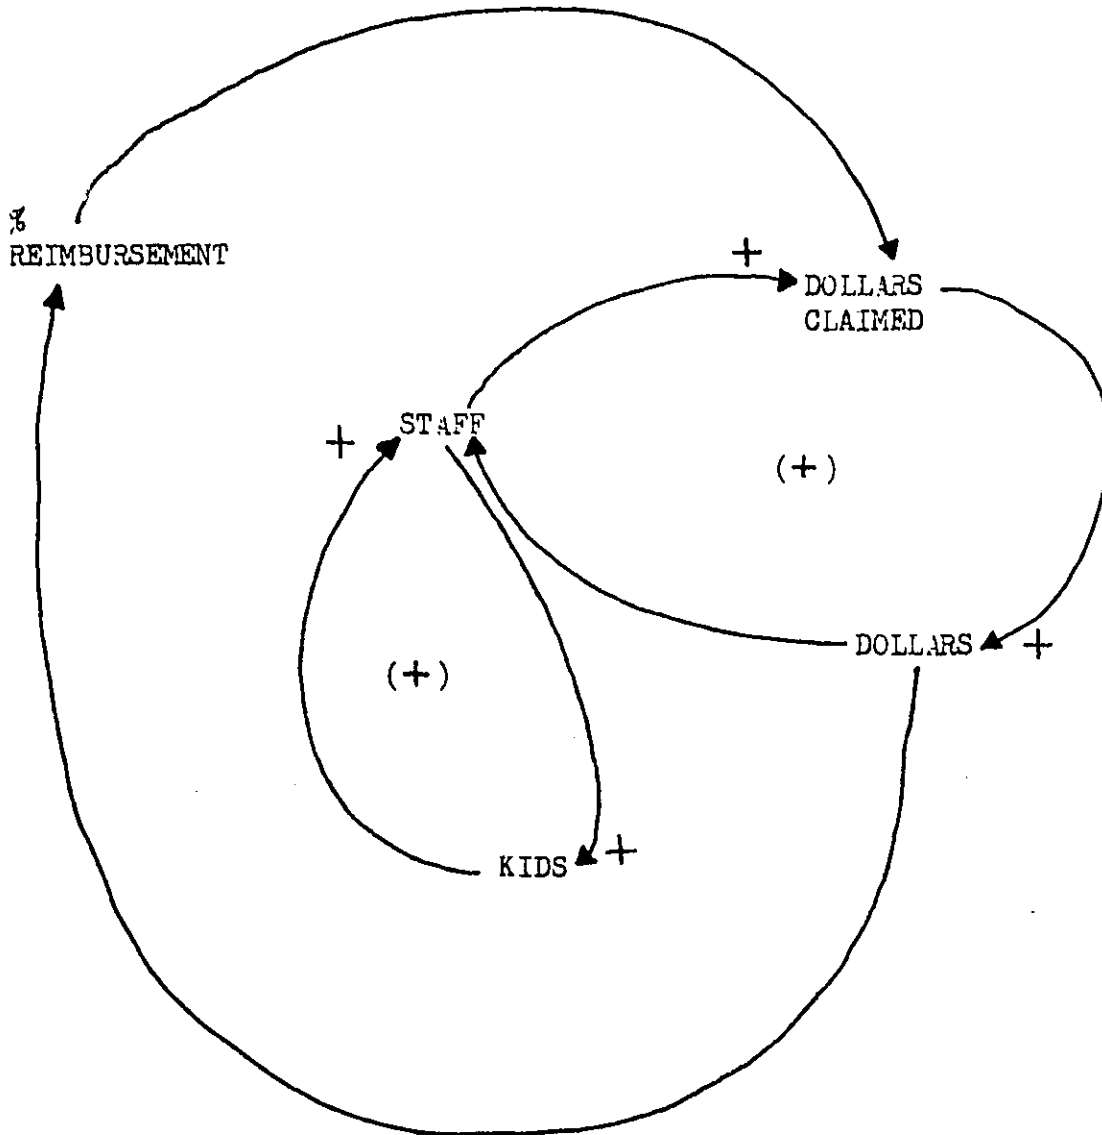 %
REIMBURSEMENT
+
DOLLARS
CLAIMED
+
STAFF
(+)
DOLLARS
+
(+)
KIDS
+